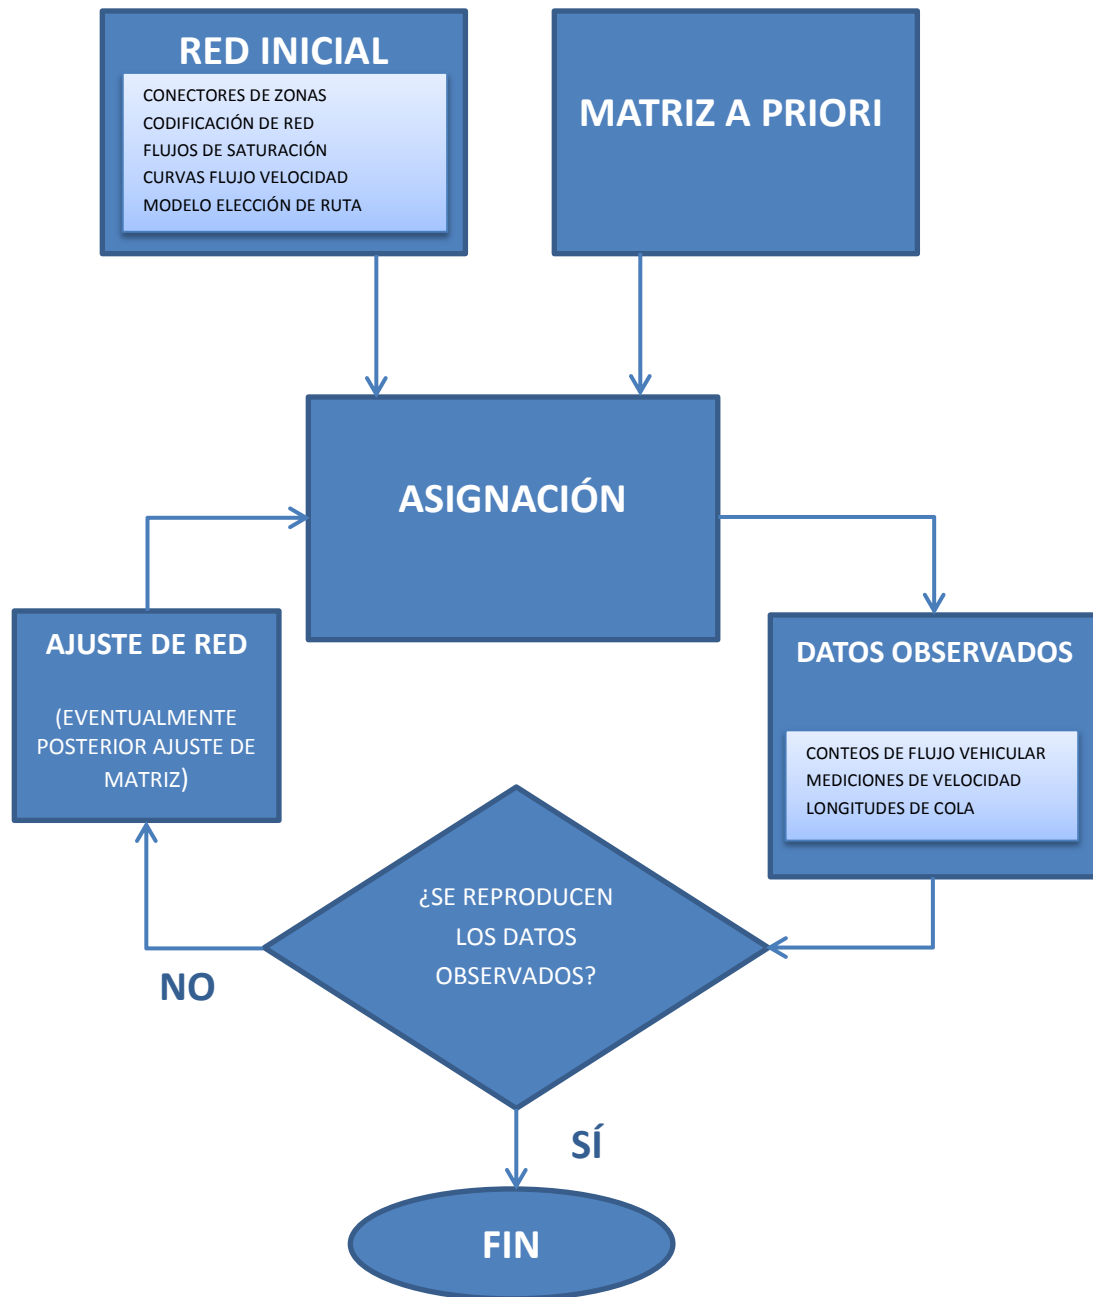 RED INICIAL
CONECTORES DE ZONAS
CODIFICACIÓN DE RED
FLUJOS DE SATURACIÓN
CURVAS FLUJO VELOCIDAD
MODELO ELECCIÓN DE RUTA
MATRIZ A PRIORI
ASIGNACIÓN
AJUSTE DE RED
(EVENTUALMENTE
POSTERIOR AJUSTE DE
MATRIZ)
DATOS OBSERVADOS
CONTEOS DE FLUJO VEHICULAR
MEDICIONES DE VELOCIDAD
LONGITUDES DE COLA
¿SE REPRODUCEN
LOS DATOS
OBSERVADOS?
NO
SÍ
FIN